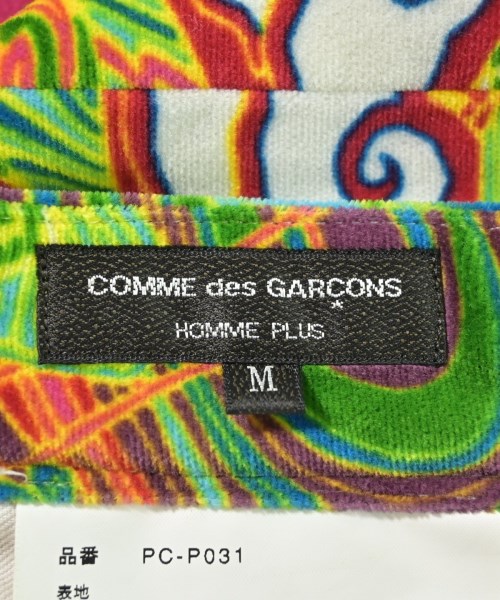 COMME des GARÇONS
*
HOMME PLUS
M
品番 PC-P031
表地